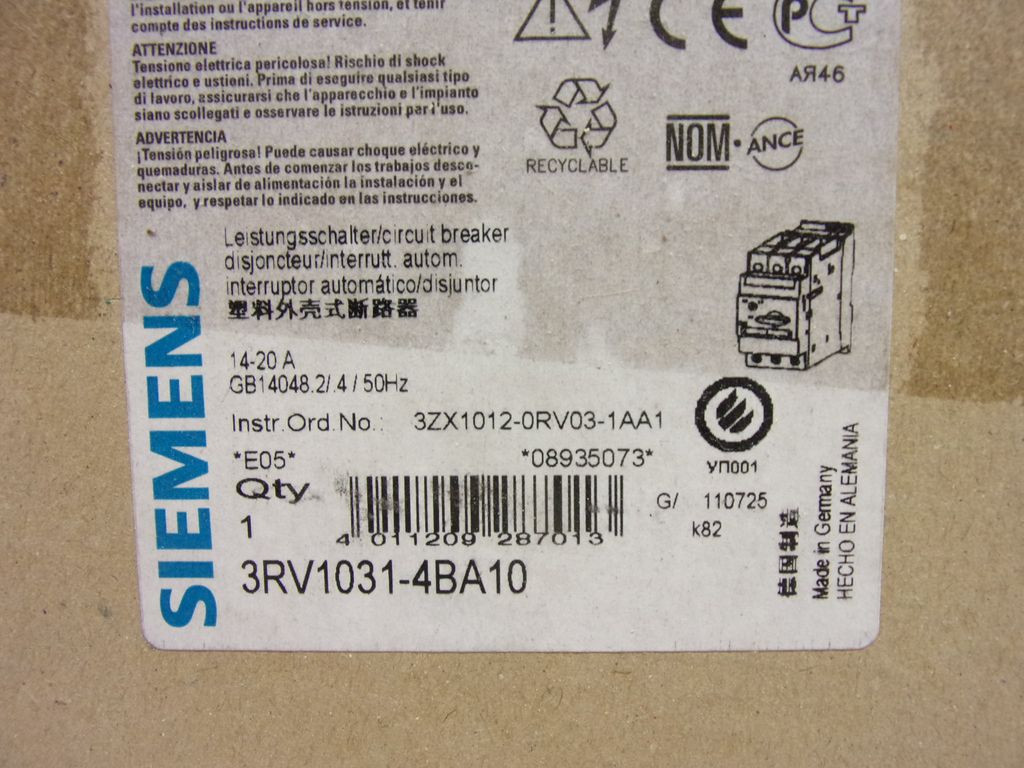 l'installation ou l'appareil hors tension, et tenir
compte des instructions de service.
ATTENZIONE
Tensione elettrica pericolosa! Rischio di shock
elettrico e ustioni. Prima di eseguire qualsiasi tipo
di lavoro, assicurarsi che l'apparecchio e l'impianto
siano scollegati e osservare le istruzioni per l'uso.
ADVERTENCIA
¡Tensión peligrosa! Puede causar choque eléctrico y
quemaduras. Antes de comenzar los trabajos desco-
nectar y aislar de alimentación la instalación y el
equipo, y respetar lo indicado en las instrucciones.
CE
АЯ46
RECYCLABLE
NOM·ANCE
SIEMENS
Leistungsschalter/circuit breaker
disjoncteur/interrutt. autom.
interruptor automático/disjuntor
塑料外壳式断路器
14-20 A
GB14048.2/.4 / 50Hz
Instr.Ord.No.: 3ZX1012-0RV03-1AA1
*E05* *08935073*
УП001
Qty
1
4 011209 287013
G/ 110725
k82
3RV1031-4BA10
德国制造
Made in Germany
HECHO EN ALEMANIA